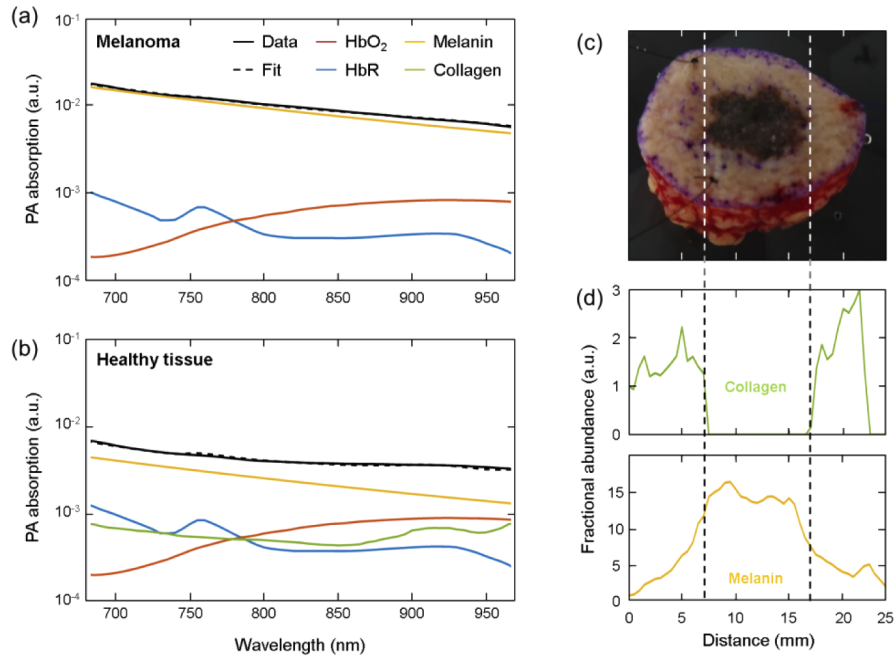 (a)
10⁻¹
10⁻²
10⁻³
10⁻⁴
PA absorption (a.u.)
Melanoma
Data
HbO₂
Melanin
Fit
HbR
Collagen
700
750
800
850
900
950
(b)
10⁻¹
10⁻²
10⁻³
10⁻⁴
PA absorption (a.u.)
Healthy tissue
700
750
800
850
900
950
Wavelength (nm)
(c)
(d)
3
2
1
0
Collagen
Fractional abundance (a.u.)
15
10
5
0
Melanin
0
5
10
15
20
25
Distance (mm)